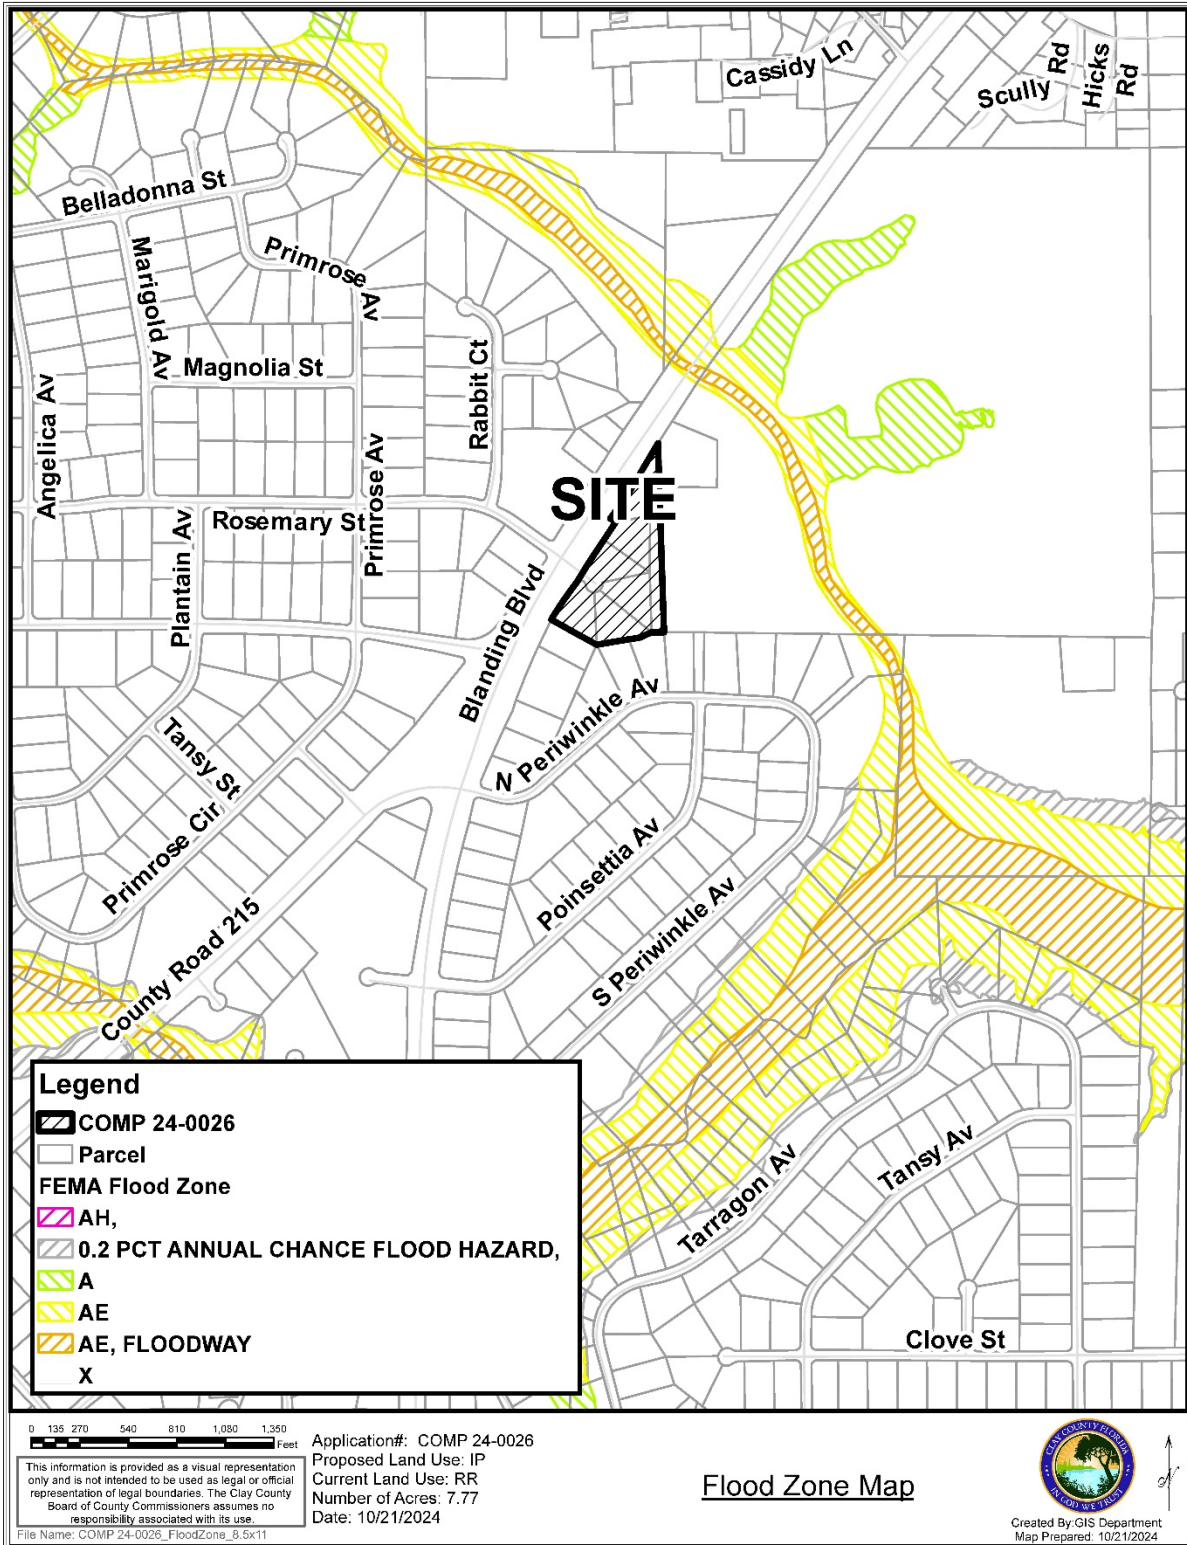 Cassidy Ln
Scully Rd
Hicks Rd
Belladonna St
Marigold Av
Primrose Av
Magnolia St
Rabbit Ct
Angelica Av
Primrose Av
SITE
Rosemary St
Plantain Av
Blanding Blvd
N Periwinkle Av
Tansy St
Primrose Cir
Poinsettia Av
S Periwinkle Av
County Road 215
Tarragon Av
Tansy Av
Clove St
Legend
COMP 24-0026
Parcel
FEMA Flood Zone
AH,
0.2 PCT ANNUAL CHANCE FLOOD HAZARD,
A
AE
AE, FLOODWAY
X
0 135 270 540 810 1,080 1,350
Feet
This information is provided as a visual representation
only and is not intended to be used as legal or official
representation of legal boundaries. The Clay County
Board of County Commissioners assumes no
responsibility associated with its use.
File Name: COMP 24-0026_FloodZone_8.5x11
Application#: COMP 24-0026
Proposed Land Use: IP
Current Land Use: RR
Number of Acres: 7.77
Date: 10/21/2024
Flood Zone Map
CLAY COUNTY FLORIDA
IN GOD WE TRUST
N
Created By:GIS Department
Map Prepared: 10/21/2024